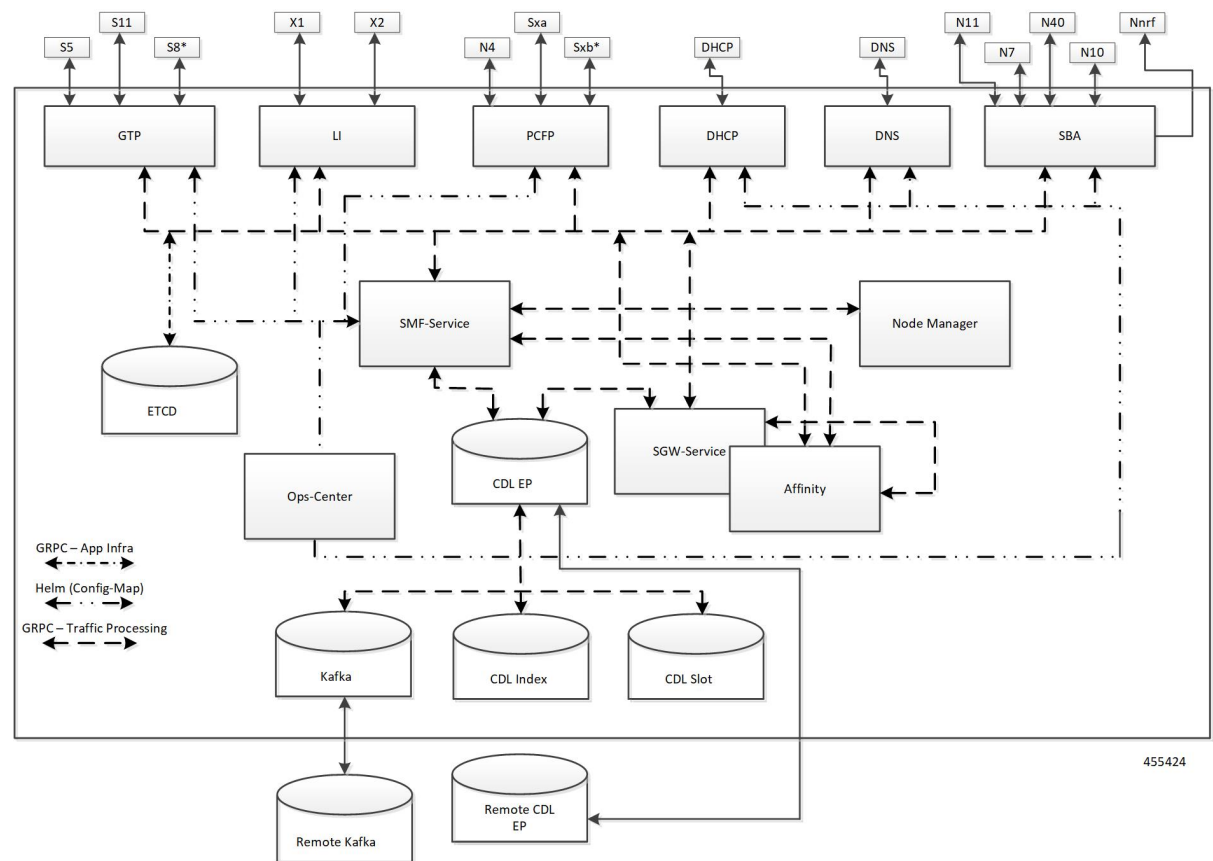 S5
S11
S8*
X1
X2
N4
Sxa
Sxb*
DHCP
DNS
N11
N7
N40
N10
Nnrf
GTP
LI
PCFP
DHCP
DNS
SBA
SMF-Service
Node Manager
ETCD
CDL EP
SGW-Service
Affinity
Ops-Center
GRPC – App Infra
Helm (Config-Map)
GRPC – Traffic Processing
Kafka
CDL Index
CDL Slot
455424
Remote Kafka
Remote CDL
EP